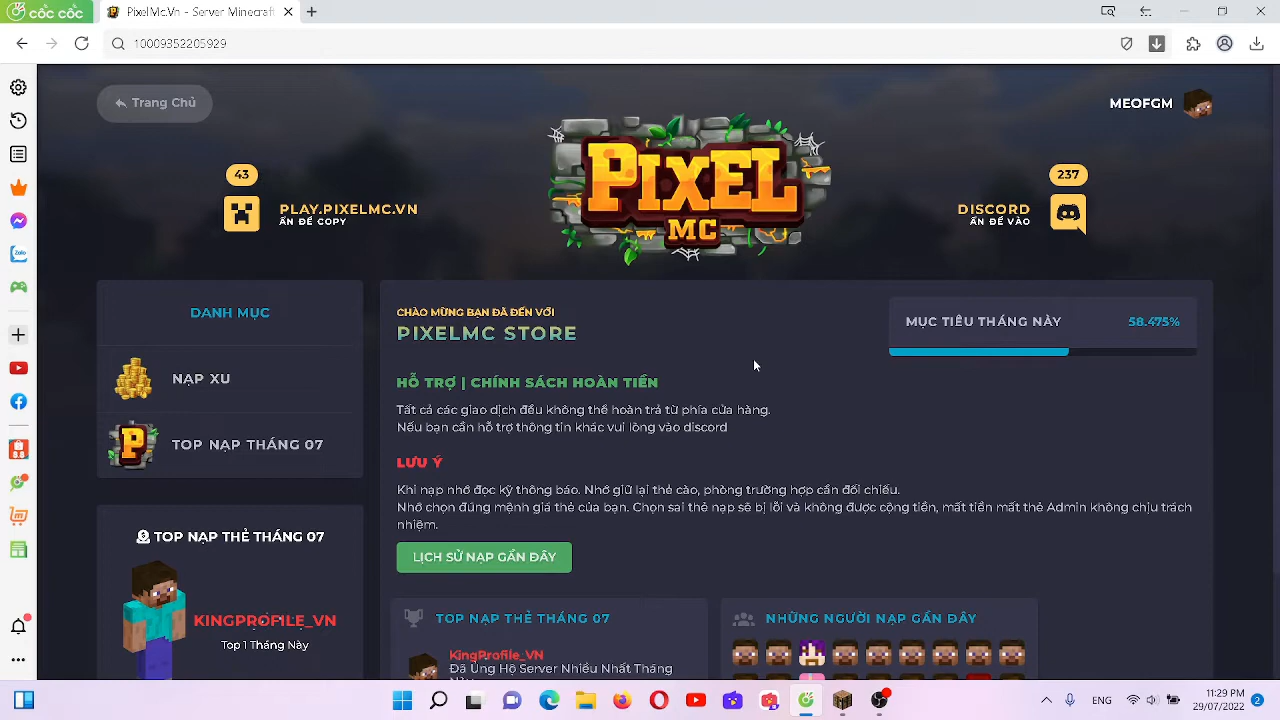 cốc cốc
PixelMc.Vn - Server Minecraft
10009352205929
Trang Chủ
MEOFGM
43
PLAY.PIXELMC.VN
ẤN ĐỂ COPY
PIXEL
MC
237
DISCORD
ẤN ĐỂ VÀO
DANH MỤC
NẠP XU
TOP NẠP THÁNG 07
CHÀO MỪNG BẠN ĐÃ ĐẾN VỚI
PIXELMC STORE
MỤC TIÊU THÁNG NÀY
58.475%
HỖ TRỢ | CHÍNH SÁCH HOÀN TIỀN
Tất cả các giao dịch đều không thể hoàn trả từ phía cửa hàng.
Nếu bạn cần hỗ trợ thông tin khác vui lòng vào discord
LƯU Ý
Khi nạp nhớ đọc kỹ thông báo. Nhớ giữ lại thẻ cào, phòng trường hợp cần đối chiếu.
Nhớ chọn đúng mệnh giá thẻ của bạn. Chọn sai thẻ nạp sẽ bị lỗi và không được cộng tiền, mất tiền mất thẻ Admin không chịu trách
nhiệm.
LỊCH SỬ NẠP GẦN ĐÂY
TOP NẠP THẺ THÁNG 07
KINGPROFILE_VN
Top 1 Tháng Này
TOP NẠP THẺ THÁNG 07
KingProfile_VN
Đã Ủng Hộ Server Nhiều Nhất Tháng
NHỮNG NGƯỜI NẠP GẦN ĐÂY
Zalo
8.8
ENG
11:29 PM
29/07/2022
2